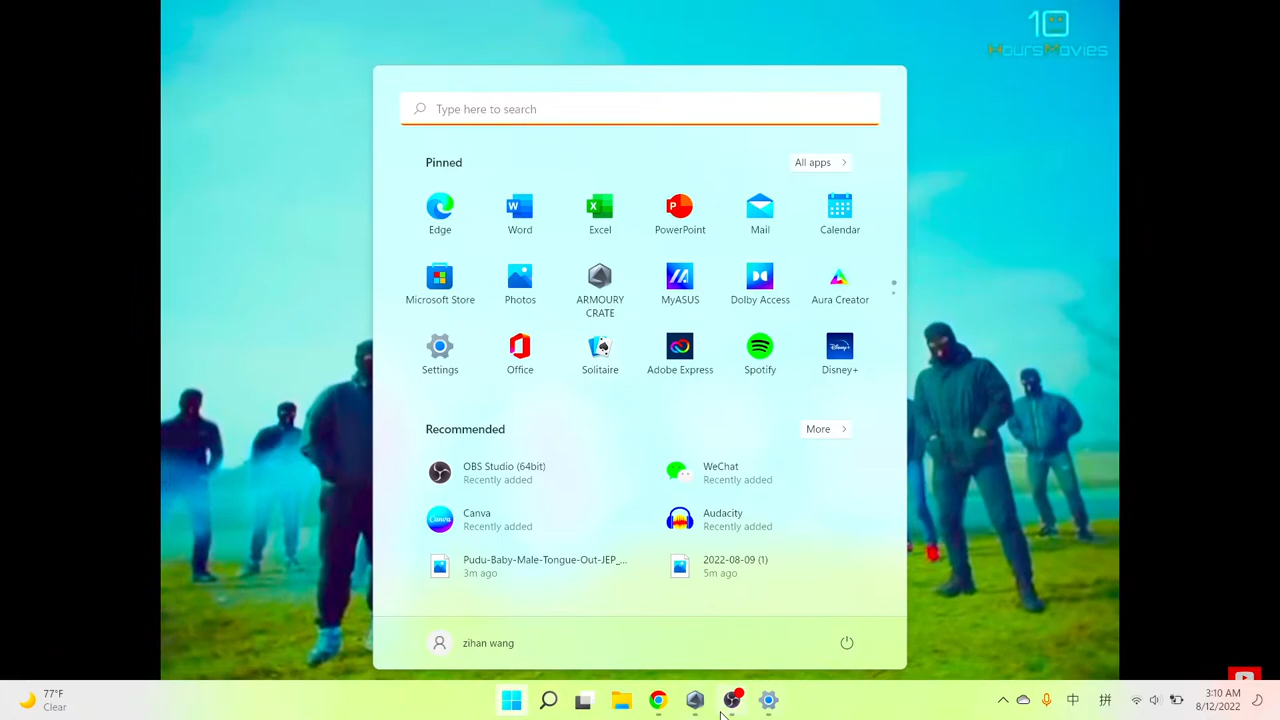 10
HoursMovies
Type here to search
Pinned
All apps
Edge
Word
Excel
PowerPoint
Mail
Calendar
Microsoft Store
Photos
ARMOURY
CRATE
MyASUS
Dolby Access
Aura Creator
Settings
Office
Solitaire
Adobe Express
Spotify
Disney+
Recommended
More
OBS Studio (64bit)
Recently added
WeChat
Recently added
Canva
Recently added
Audacity
Recently added
Pudu-Baby-Male-Tongue-Out-JEP_...
3m ago
2022-08-09 (1)
5m ago
zihan wang
77°F
Clear
中
拼
3:10 AM
8/12/2022